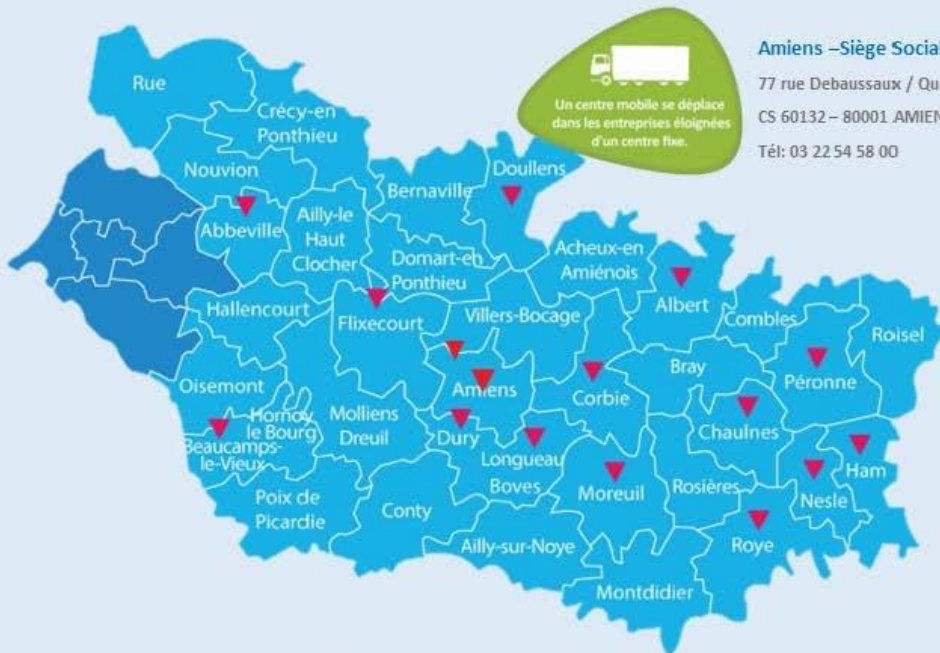 Amiens –Siège Social
77 rue Debaussaux / Qu
CS 60132 – 80001 AMIEN
Tél: 03 22 54 58 00
Un centre mobile se déplace
dans les entreprises éloignées
d'un centre fixe.
Rue
Crécy-en
Ponthieu
Nouvion
Abbeville
Ailly-le
Haut
Clocher
Bernaville
Doullens
Domart-en
Ponthieu
Acheux-en
Amiénois
Albert
Combles
Roisel
Hallencourt
Flixecourt
Villers-Bocage
Bray
Péronne
Oisemont
Hornoy
le Bourg
Beaucamps-
le-Vieux
Molliens
Dreuil
Amiens
Dury
Longueau
Boves
Corbie
Chaulnes
Ham
Nesle
Moreuil
Rosières
Roye
Poix de
Picardie
Conty
Ailly-sur-Noye
Montdidier